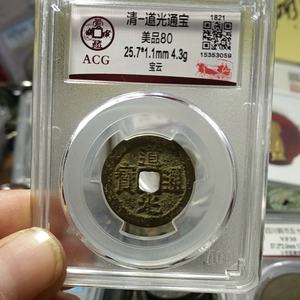 清-道光通宝
美品80
25.7*1.1mm 4.3g
宝云
ACG
1821
15353059
道
寶 通
光